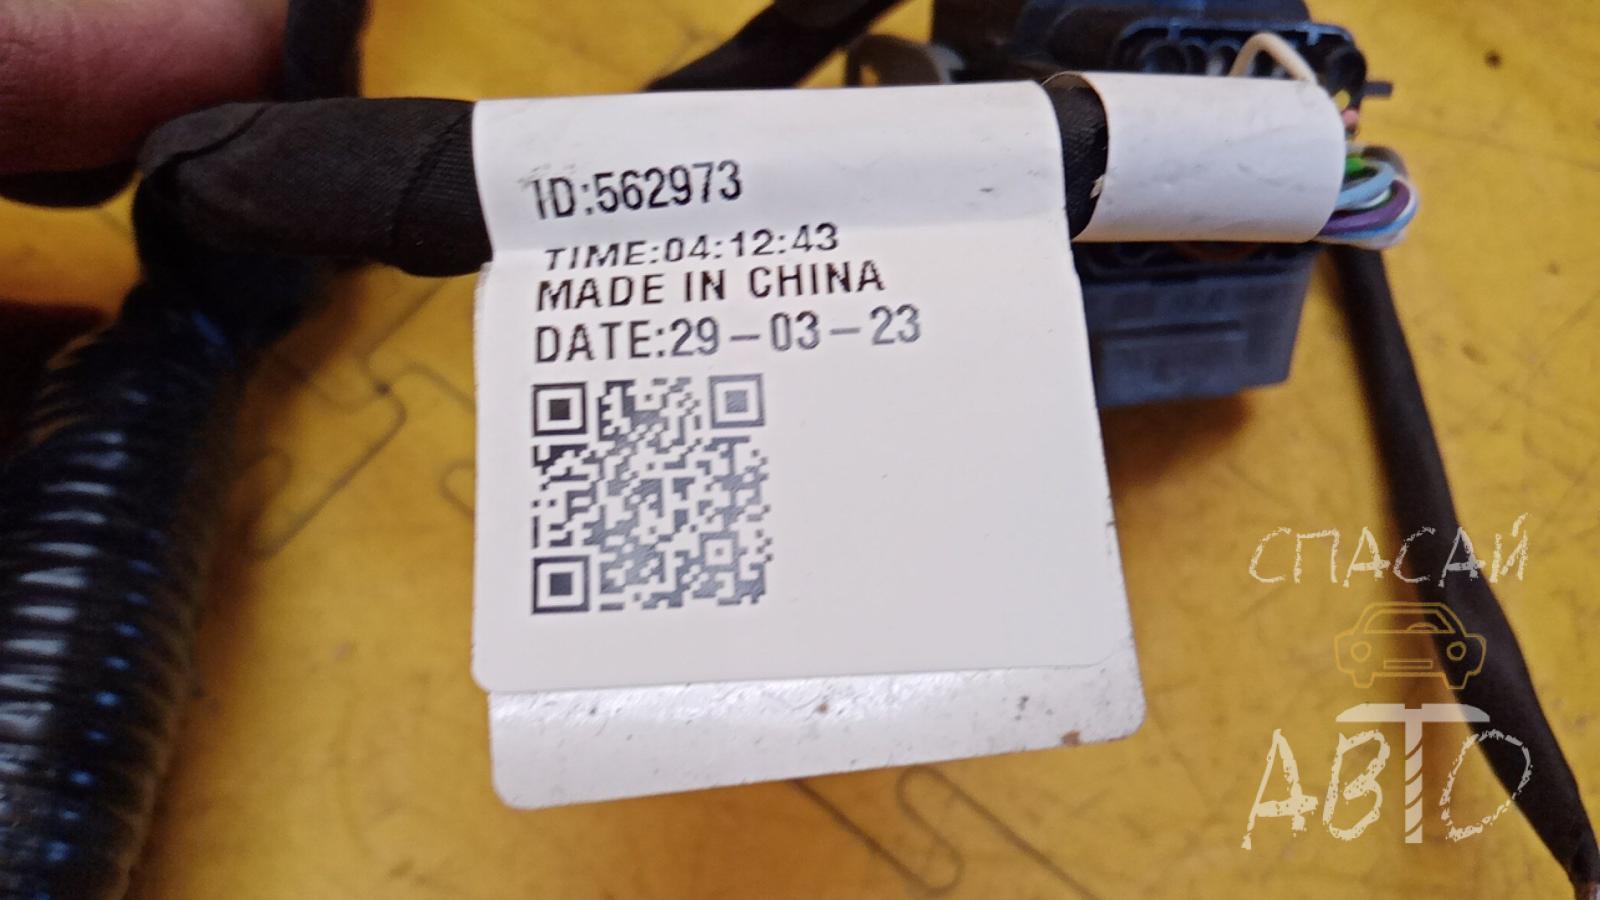 ID:562973
TIME:04:12:43
MADE IN CHINA
DATE:29-03-23
СПАСАЙ
АВТО